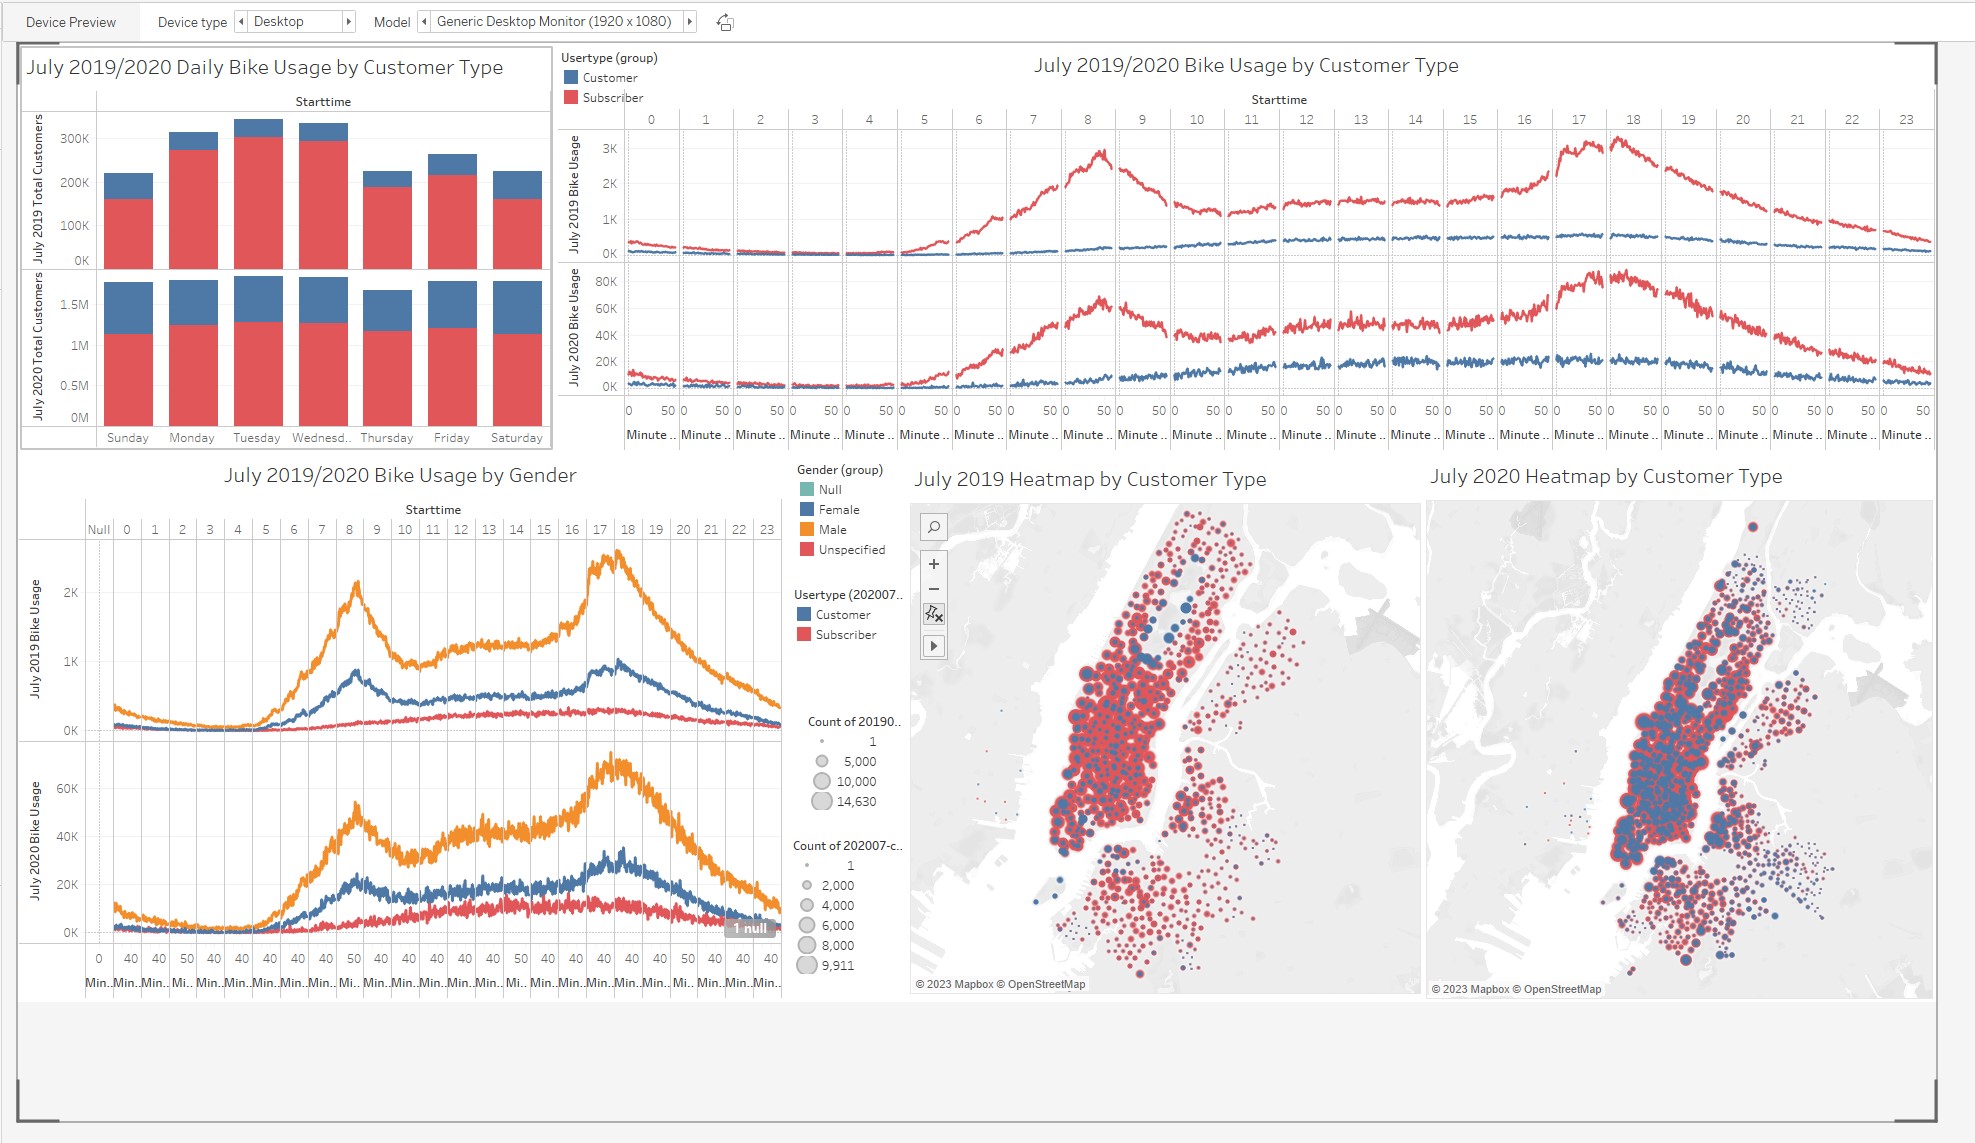 Device Preview
Device type
Desktop
Model
Generic Desktop Monitor (1920 x 1080)
July 2019/2020 Daily Bike Usage by Customer Type
Starttime
July 2019 Total Customers
300K
200K
100K
0K
July 2020 Total Customers
1.5M
1M
0.5M
0M
Sunday Monday Tuesday Wednesd.. Thursday Friday Saturday
Usertype (group)
Customer
Subscriber
July 2019/2020 Bike Usage by Customer Type
Starttime
0 1 2 3 4 5 6 7 8 9 10 11 12 13 14 15 16 17 18 19 20 21 22 23
July 2019 Bike Usage
3K
2K
1K
0K
July 2020 Bike Usage
80K
60K
40K
20K
0K
0 50 0 50 0 50 0 50 0 50 0 50 0 50 0 50 0 50 0 50 0 50 0 50 0 50 0 50 0 50 0 50 0 50 0 50 0 50 0 50 0 50 0 50 0 50 0 50
Minute .. Minute .. Minute .. Minute .. Minute .. Minute .. Minute .. Minute .. Minute .. Minute .. Minute .. Minute .. Minute .. Minute .. Minute .. Minute .. Minute .. Minute .. Minute .. Minute .. Minute .. Minute .. Minute .. Minute ..
July 2019/2020 Bike Usage by Gender
Starttime
Null 0 1 2 3 4 5 6 7 8 9 10 11 12 13 14 15 16 17 18 19 20 21 22 23
July 2019 Bike Usage
2K
1K
0K
July 2020 Bike Usage
60K
40K
20K
0K
1 null
0 40 40 50 40 40 40 40 40 50 40 40 40 40 40 50 40 40 40 40 40 50 40 40 40
Min.. Min.. Min.. Mi.. Min.. Min.. Min.. Min.. Min.. Mi.. Min.. Min.. Min.. Min.. Min.. Mi.. Min.. Min.. Min.. Min.. Min.. Mi.. Min.. Min.. Min..
Gender (group)
Null
Female
Male
Unspecified
Usertype (202007..
Customer
Subscriber
Count of 20190..
1
5,000
10,000
14,630
Count of 202007-c..
1
2,000
4,000
6,000
8,000
9,911
July 2019 Heatmap by Customer Type
© 2023 Mapbox © OpenStreetMap
July 2020 Heatmap by Customer Type
© 2023 Mapbox © OpenStreetMap